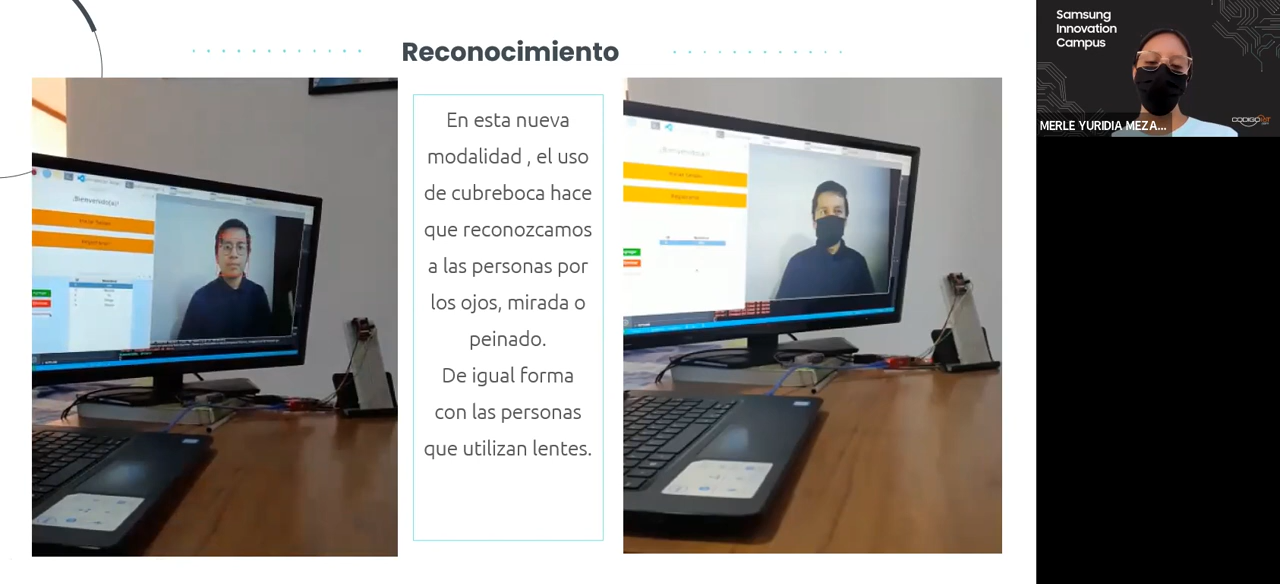 Reconocimiento
En esta nueva
modalidad , el uso
de cubreboca hace
que reconozcamos
a las personas por
los ojos, mirada o
peinado.
De igual forma
con las personas
que utilizan lentes.
¡Bienvenido(a)!
Samsung
Innovation
Campus
MERLE YURIDIA MEZA...